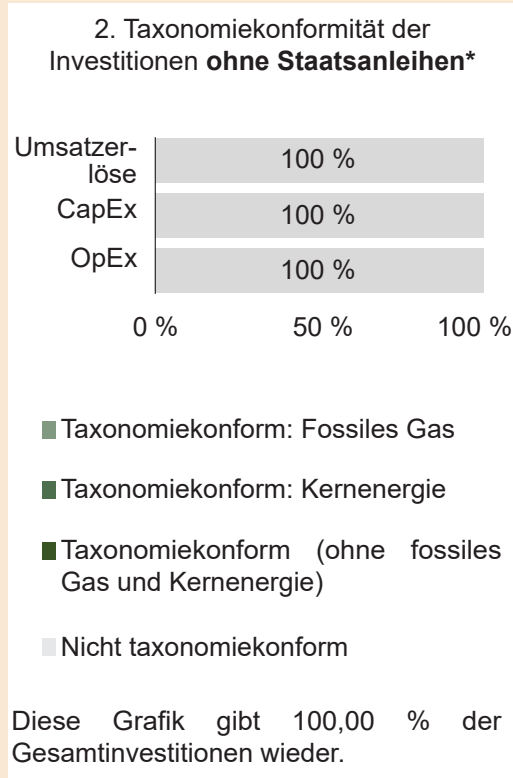 2. Taxonomiekonformität der
Investitionen ohne Staatsanleihen*
Umsatzer-
löse
100 %
CapEx
100 %
OpEx
100 %
0 % 50 % 100 %
Taxonomiekonform: Fossiles Gas
Taxonomiekonform: Kernenergie
Taxonomiekonform (ohne fossiles
Gas und Kernenergie)
Nicht taxonomiekonform
Diese Grafik gibt 100,00 % der
Gesamtinvestitionen wieder.